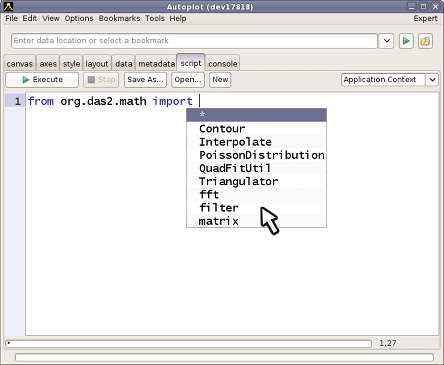 Autoplot (dev17818)
File Edit View Options Bookmarks Tools Help Expert
Enter data location or select a bookmark
canvas axes style layout data metadata script console
Execute Stop Save As... Open... New Application Context
1 from org.das2.math import
*
Contour
Interpolate
PoissonDistribution
QuadFitUtil
Triangulator
fft
filter
matrix
1,27